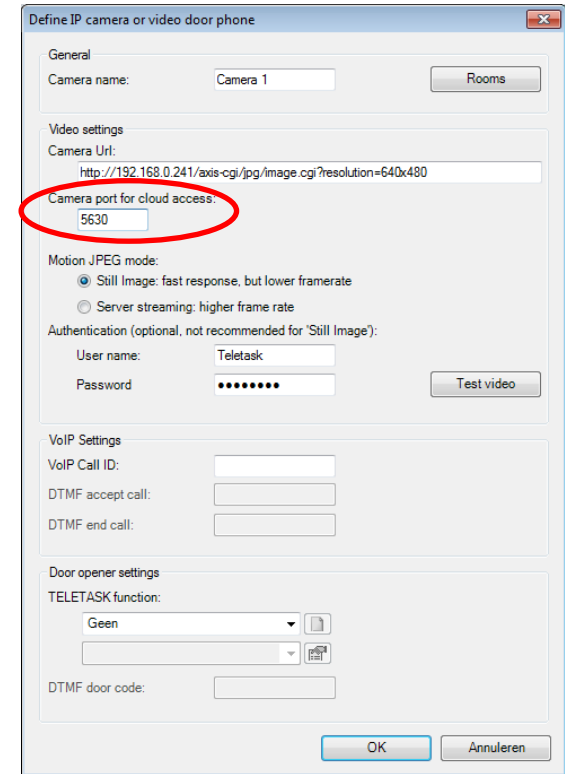 Define IP camera or video door phone
General
Camera name: Camera 1 Rooms
Video settings
Camera Url:
http://192.168.0.241/axis-cgi/jpg/image.cgi?resolution=640x480
Camera port for cloud access:
5630
Motion JPEG mode:
Still Image: fast response, but lower framerate
Server streaming: higher frame rate
Authentication (optional, not recommended for 'Still Image'):
User name: Teletask
Password ●●●●●●●● Test video
VoIP Settings
VoIP Call ID:
DTMF accept call:
DTMF end call:
Door opener settings
TELETASK function:
Geen
DTMF door code:
OK Annuleren